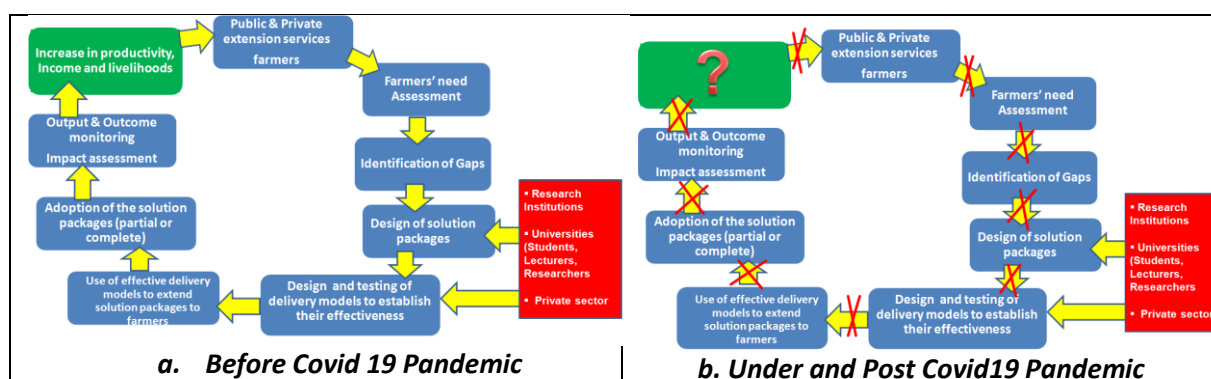 Public & Private
extension services
farmers
Increase in productivity,
Income and livelihoods
Farmers' need
Assessment
Output & Outcome
monitoring
Impact assessment
Identification of Gaps
Adoption of the solution
packages (partial or
complete)
Design of solution
packages
▪ Research
Institutions
▪ Universities
(Students,
Lecturers,
Researchers
▪ Private sector
Use of effective delivery
models to extend
solution packages to
farmers
Design and testing of
delivery models to establish
their effectiveness
a. Before Covid 19 Pandemic
Public & Private
extension services
farmers
?
Farmers' need
Assessment
Output & Outcome
monitoring
Impact assessment
Identification of Gaps
Adoption of the solution
packages (partial or
complete)
Design of solution
packages
▪ Research
Institutions
▪ Universities
(Students,
Lecturers,
Researchers
▪ Private sector
Use of effective delivery
models to extend
solution packages to
farmers
Design and testing of
delivery models to establish
their effectiveness
b. Under and Post Covid19 Pandemic